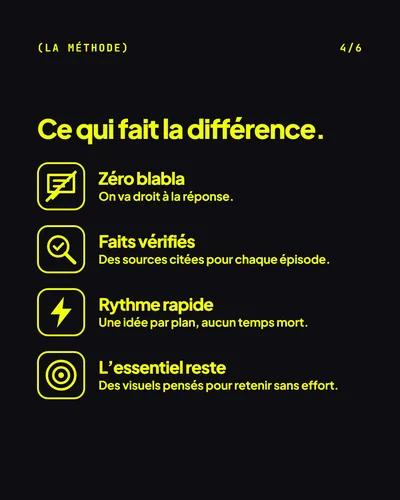 (LA MÉTHODE)
4/6
Ce qui fait la différence.
Zéro blabla
On va droit à la réponse.
Faits vérifiés
Des sources citées pour chaque épisode.
Rythme rapide
Une idée par plan, aucun temps mort.
L’essentiel reste
Des visuels pensés pour retenir sans effort.